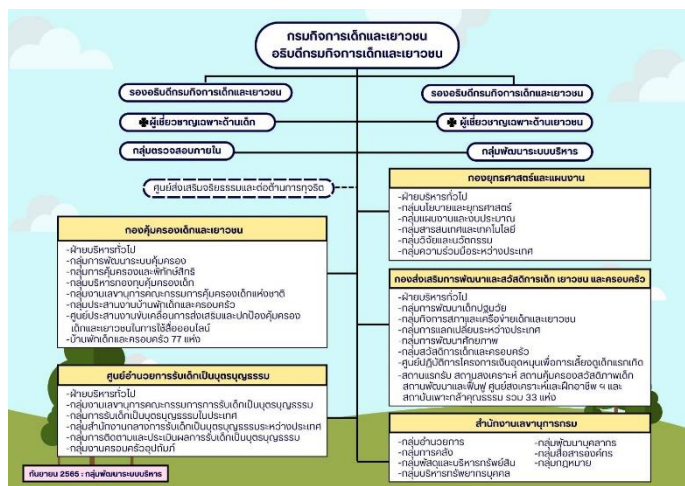 กรมกิจการเด็กและเยาวชน
อธิบดีกรมกิจการเด็กและเยาวชน
รองอธิบดีกรมกิจการเด็กและเยาวชน
รองอธิบดีกรมกิจการเด็กและเยาวชน
ผู้เชี่ยวชาญเฉพาะด้านเด็ก
ผู้เชี่ยวชาญเฉพาะด้านเยาวชน
กลุ่มตรวจสอบภายใน
กลุ่มพัฒนาระบบบริหาร
ศูนย์ส่งเสริมจริยธรรมและต่อต้านการทุจริต
กองคุ้มครองเด็กและเยาวชน
-ฝ่ายบริหารทั่วไป
-กลุ่มการพัฒนาระบบคุ้มครอง
-กลุ่มการคุ้มครองและพิทักษ์สิทธิ
-กลุ่มบริหารกองทุนคุ้มครองเด็ก
-กลุ่มงานเลขานุการคณะกรรมการคุ้มครองเด็กแห่งชาติ
-กลุ่มประสานงานบ้านพักเด็กและครอบครัว
-ศูนย์ประสานงานขับเคลื่อนการส่งเสริมและปกป้องคุ้มครอง
เด็กและเยาวชนในการใช้สื่อออนไลน์
-บ้านพักเด็กและครอบครัว 77 แห่ง
ศูนย์อำนวยการรับเด็กเป็นบุตรบุญธรรม
-ฝ่ายบริหารทั่วไป
-กลุ่มงานเลขานุการคณะกรรมการการรับเด็กเป็นบุตรบุญธรรม
-กลุ่มการรับเด็กเป็นบุตรบุญธรรมในประเทศ
-กลุ่มสำนักงานกลางการรับเด็กเป็นบุตรบุญธรรมระหว่างประเทศ
-กลุ่มการติดตามและประเมินผลการรับเด็กเป็นบุตรบุญธรรม
-กลุ่มงานครอบครัวอุปถัมภ์
กองยุทธศาสตร์และแผนงาน
-ฝ่ายบริหารทั่วไป
-กลุ่มนโยบายและยุทธศาสตร์
-กลุ่มแผนงานและงบประมาณ
-กลุ่มสารสนเทศและเทคโนโลยี
-กลุ่มวิจัยและนวัตกรรม
-กลุ่มความร่วมมือระหว่างประเทศ
กองส่งเสริมการพัฒนาและสวัสดิการเด็ก เยาวชน และครอบครัว
-ฝ่ายบริหารทั่วไป
-กลุ่มการพัฒนาเด็กปฐมวัย
-กลุ่มกิจการสภาและเครือข่ายเด็กและเยาวชน
-กลุ่มการแลกเปลี่ยนระหว่างประเทศ
-กลุ่มการพัฒนาศักยภาพ
-กลุ่มสวัสดิการเด็กและครอบครัว
-ศูนย์ปฏิบัติการโครงการเงินอุดหนุนเพื่อการเลี้ยงดูเด็กแรกเกิด
-สถานแรกรับ สถานสงเคราะห์ สถานคุ้มครองสวัสดิภาพเด็ก
สถานพัฒนาและฟื้นฟู ศูนย์สงเคราะห์และฝึกอาชีพ ฯ และ
สถาบันเพาะกล้าคุณธรรม รวม 33 แห่ง
สำนักงานเลขานุการกรม
-กลุ่มอำนวยการ
-กลุ่มการคลัง
-กลุ่มพัสดุและบริหารทรัพย์สิน
-กลุ่มบริหารทรัพยากรบุคคล
-กลุ่มพัฒนาบุคลากร
-กลุ่มสื่อสารองค์กร
-กลุ่มกฎหมาย
กันยายน 2565 : กลุ่มพัฒนาระบบบริหาร